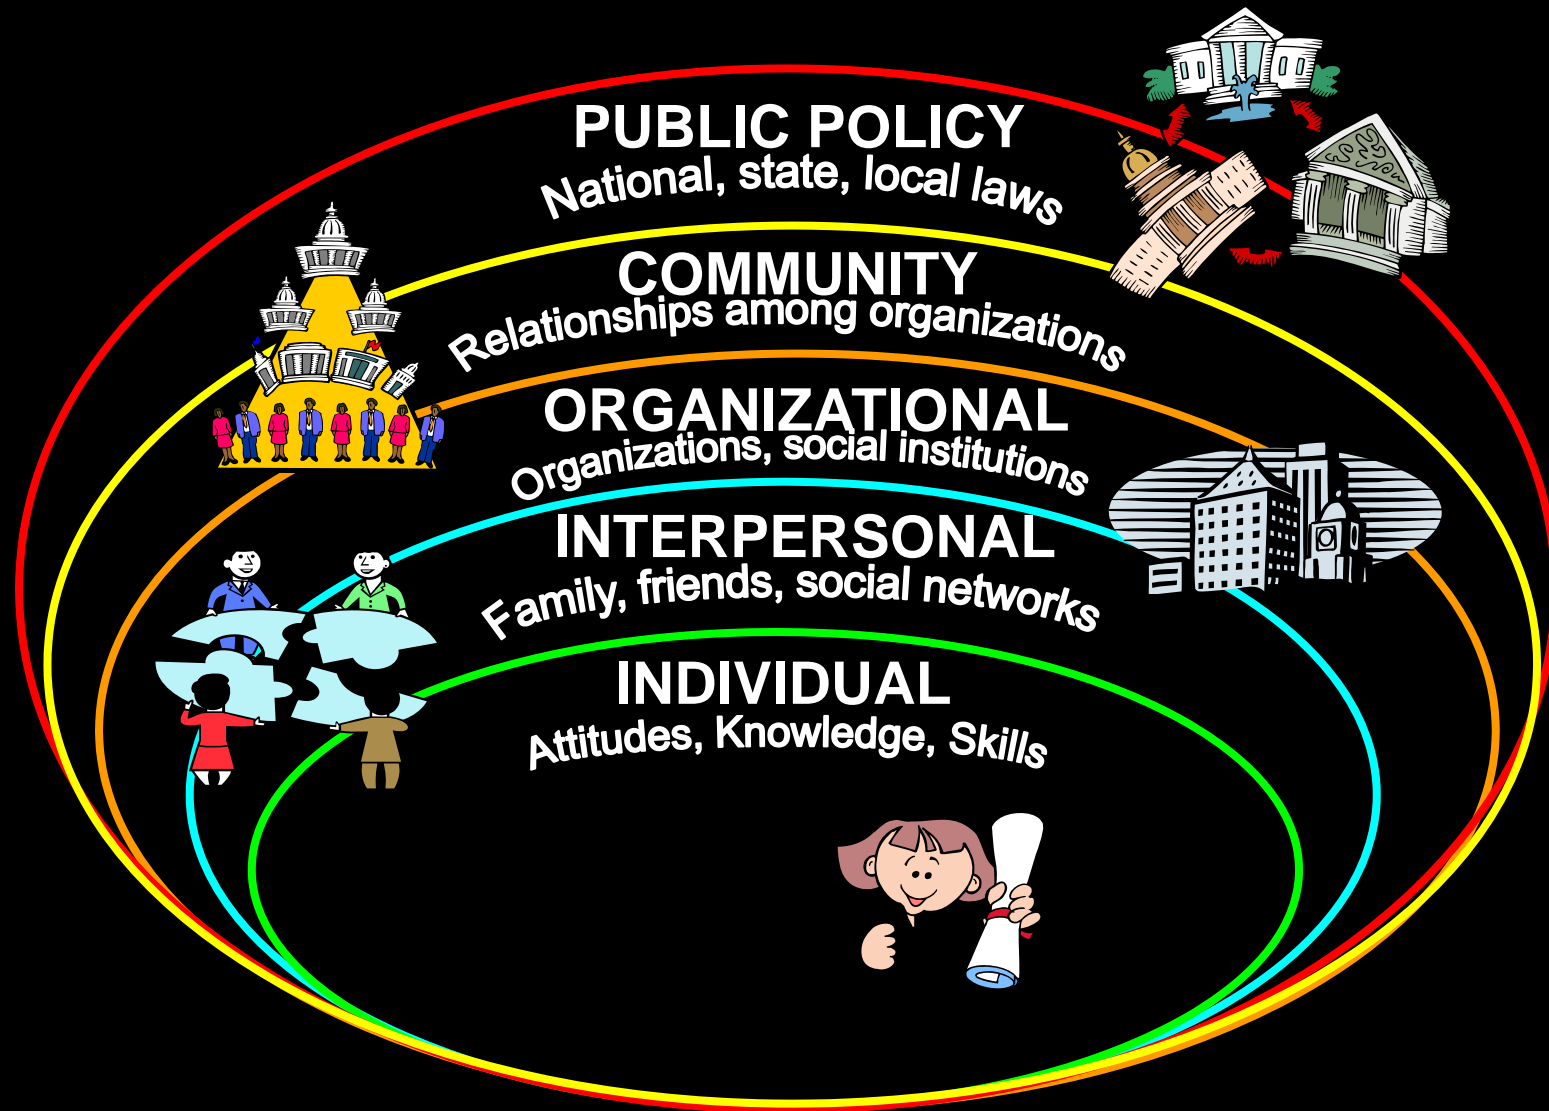 PUBLIC POLICY
National, state, local laws
COMMUNITY
Relationships among organizations
ORGANIZATIONAL
Organizations, social institutions
INTERPERSONAL
Family, friends, social networks
INDIVIDUAL
Attitudes, Knowledge, Skills